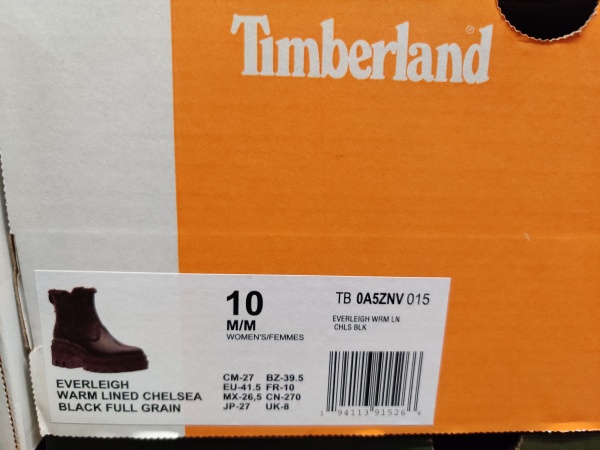 Timberland®
10
M/M
WOMEN'S/FEMMES
TB 0A5ZNV 015
EVERLEIGH WRM LN
CHLS BLK
EVERLEIGH
WARM LINED CHELSEA
BLACK FULL GRAIN
CM-27 BZ-39.5
EU-41.5 FR-10
MX-26,5 CN-270
JP-27 UK-8
1 94113 91526 6